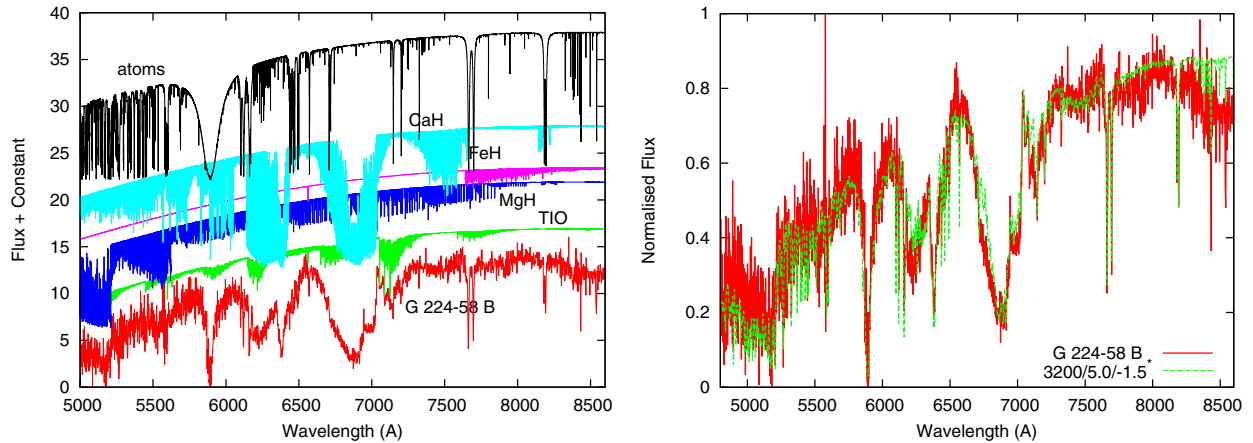 40
35
30
25
20
15
10
5
0
Flux + Constant
atoms
CaH
FeH
MgH
TIO
G 224-58 B
5000 5500 6000 6500 7000 7500 8000 8500
Wavelength (A)
1
0.8
0.6
0.4
0.2
0
Normalised Flux
G 224-58 B
3200/5.0/-1.5*
5000 5500 6000 6500 7000 7500 8000 8500
Wavelength (A)